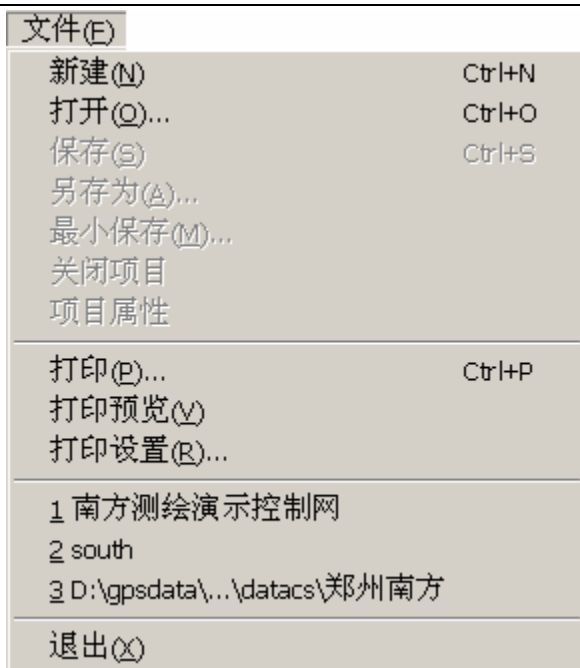 文件(E)
新建(N) Ctrl+N
打开(O)... Ctrl+O
保存(S) Ctrl+S
另存为(A)...
最小保存(M)...
关闭项目
项目属性
打印(P)... Ctrl+P
打印预览(V)
打印设置(R)...
1 南方测绘演示控制网
2 south
3 D:\gpsdata\...\datacs\郑州南方
退出(X)